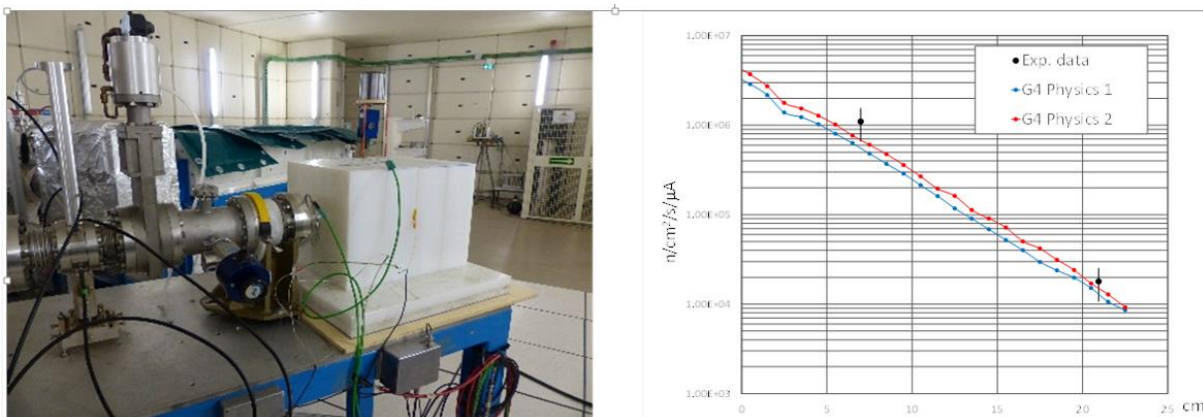 1.00E+07
1.00E+06
1.00E+05
1.00E+04
1.00E+03
n/cm²/s/µA
Exp. data
G4 Physics 1
G4 Physics 2
0
5
10
15
20
25
cm